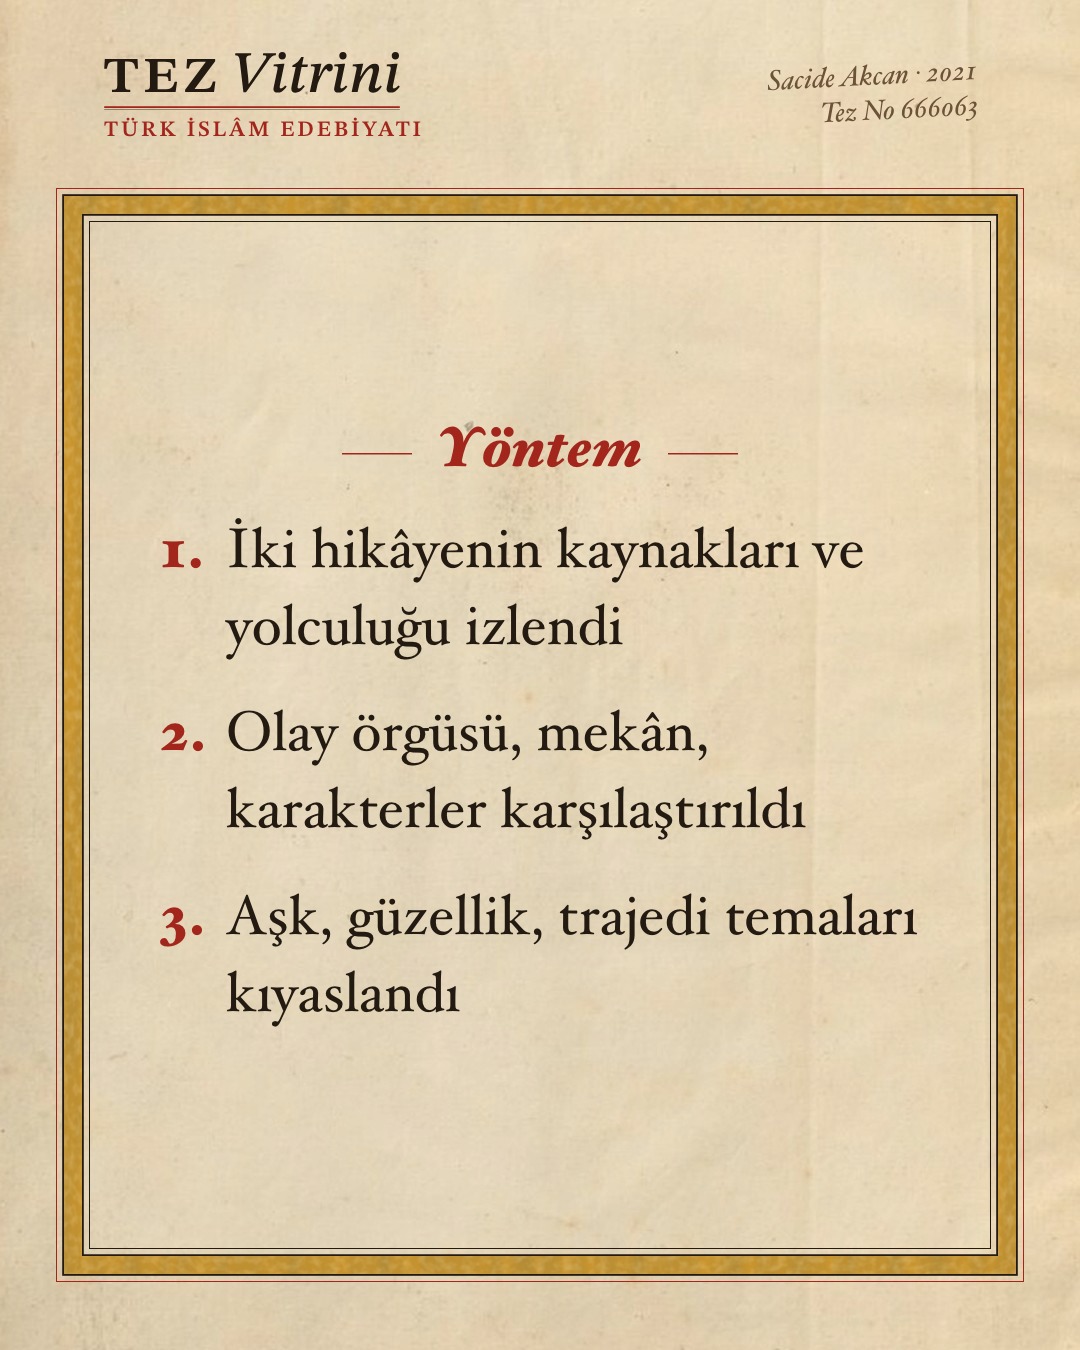 TEZ Vitrini
TÜRK İSLÂM EDEBİYATI
Sacide Akcan · 2021
Tez No 666063
Yöntem
1. İki hikâyenin kaynakları ve
yolculuğu izlendi
2. Olay örgüsü, mekân,
karakterler karşılaştırıldı
3. Aşk, güzellik, trajedi temaları
kıyaslandı